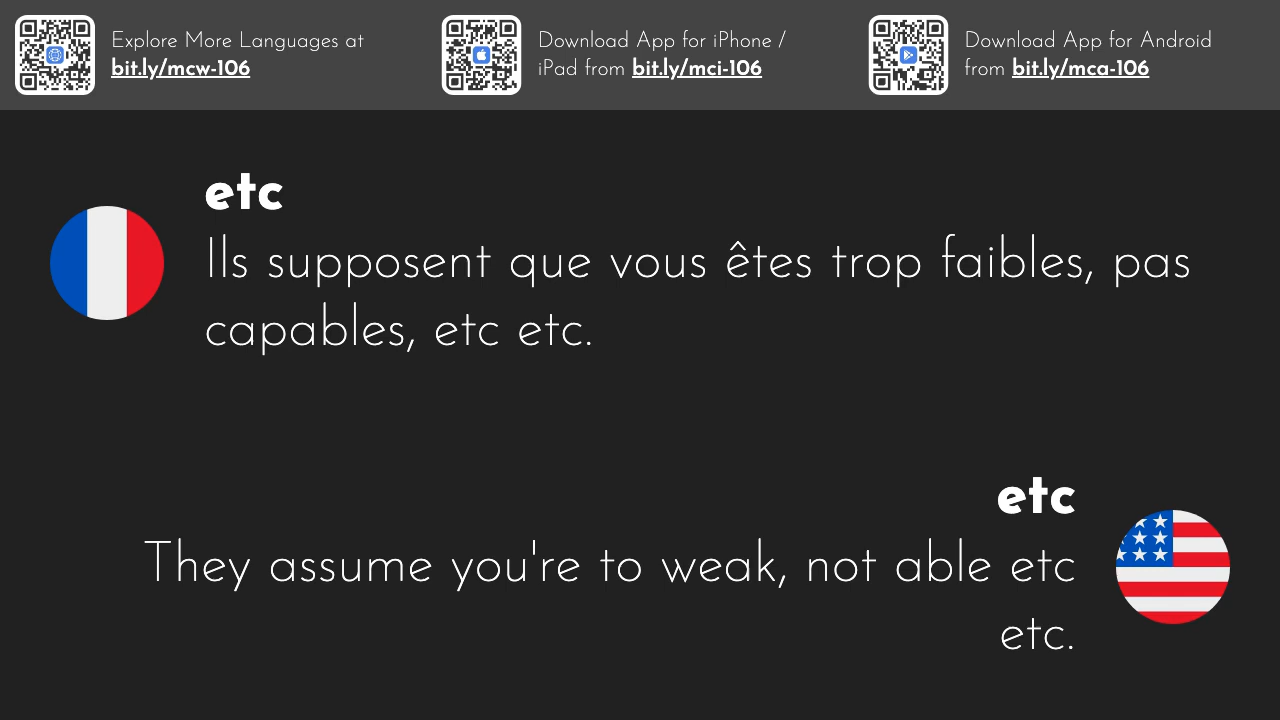 Explore More Languages at
bit.ly/mcw-106
Download App for iPhone /
iPad from bit.ly/mci-106
Download App for Android
from bit.ly/mca-106
etc
Ils supposent que vous êtes trop faibles, pas
capables, etc etc.
etc
They assume you're to weak, not able etc
etc.